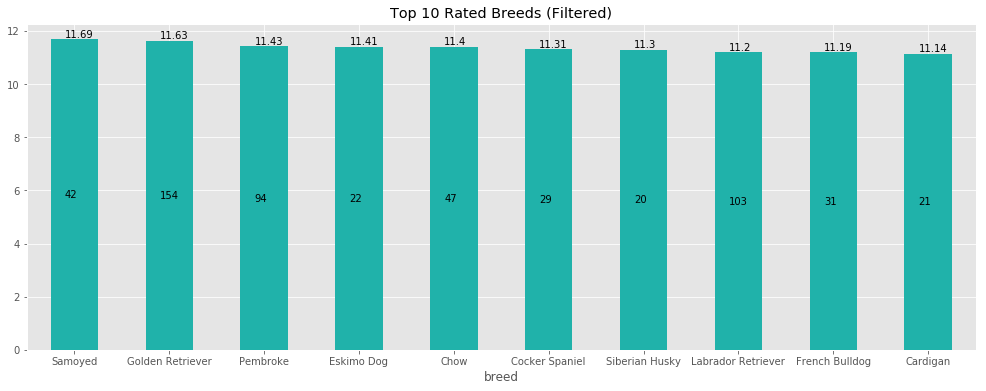 Top 10 Rated Breeds (Filtered)
12
10
8
6
4
2
0
11.69 11.63 11.43 11.41 11.4 11.31 11.3 11.2 11.19 11.14
42 154 94 22 47 29 20 103 31 21
Samoyed Golden Retriever Pembroke Eskimo Dog Chow Cocker Spaniel Siberian Husky Labrador Retriever French Bulldog Cardigan
breed